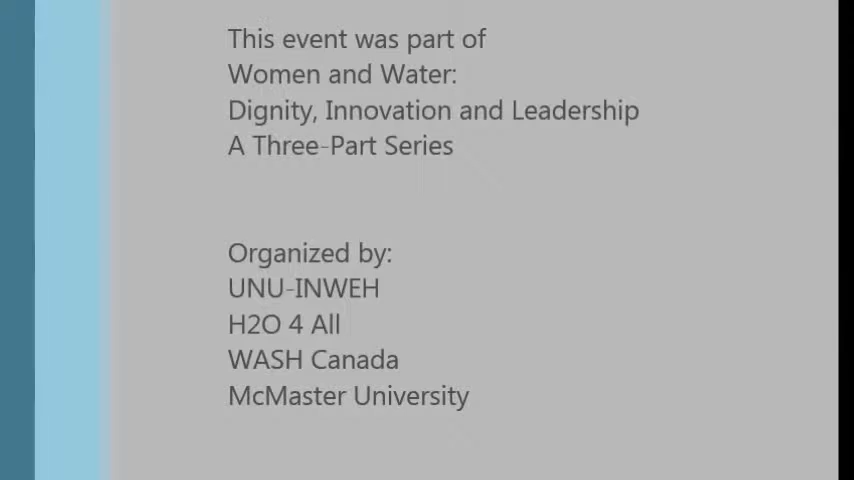 This event was part of
Women and Water:
Dignity, Innovation and Leadership
A Three-Part Series
Organized by:
UNU-INWEH
H2O 4 All
WASH Canada
McMaster University